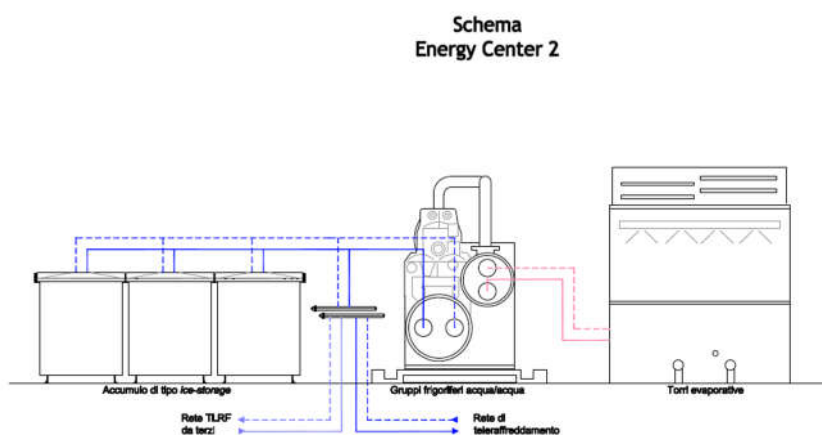 Schema
Energy Center 2
Accumulo di tipo ice-storage
Gruppi frigoriferi acqua/acqua
Torri evaporative
Rete TLRF
da terzi
Rete di
teleraffreddamento